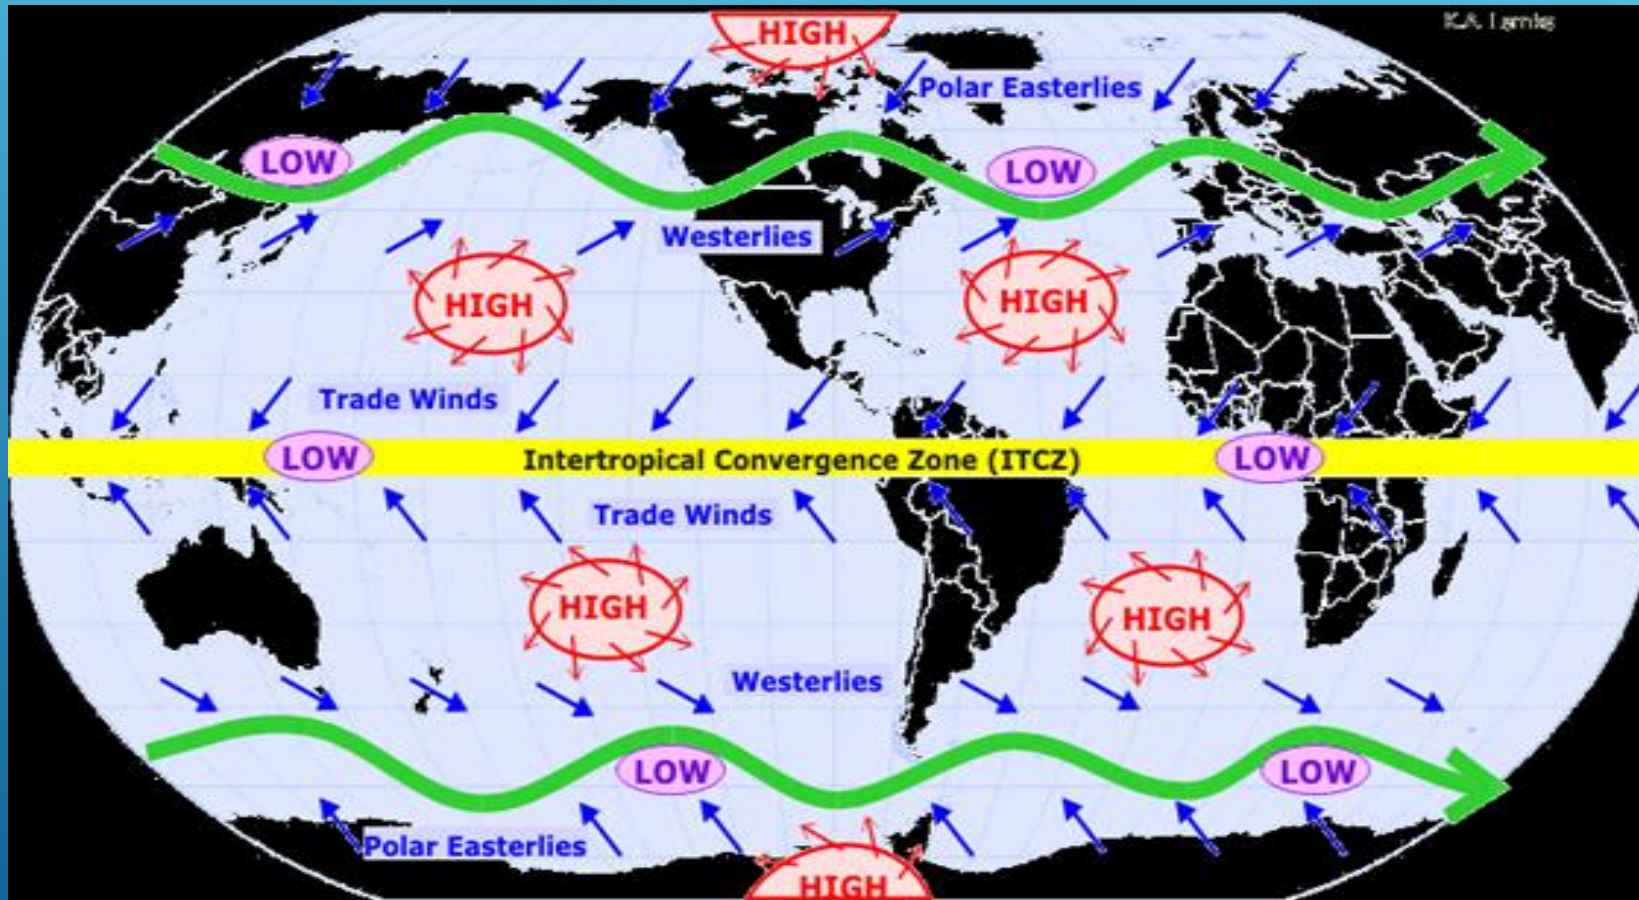 HIGH
Polar Easterlies
LOW
LOW
Westerlies
HIGH
HIGH
Trade Winds
LOW
Intertropical Convergence Zone (ITCZ)
LOW
Trade Winds
HIGH
HIGH
Westerlies
LOW
LOW
Polar Easterlies
HIGH